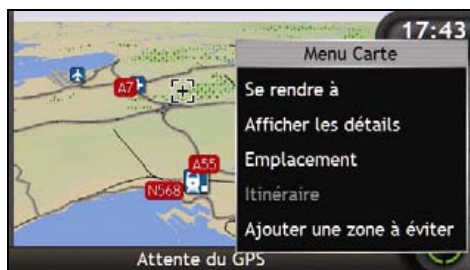 17:43
Menu Carte
Se rendre à
A7
Afficher les détails
Emplacement
A55
N568
Itinéraire
Ajouter une zone à éviter
Attente du GPS